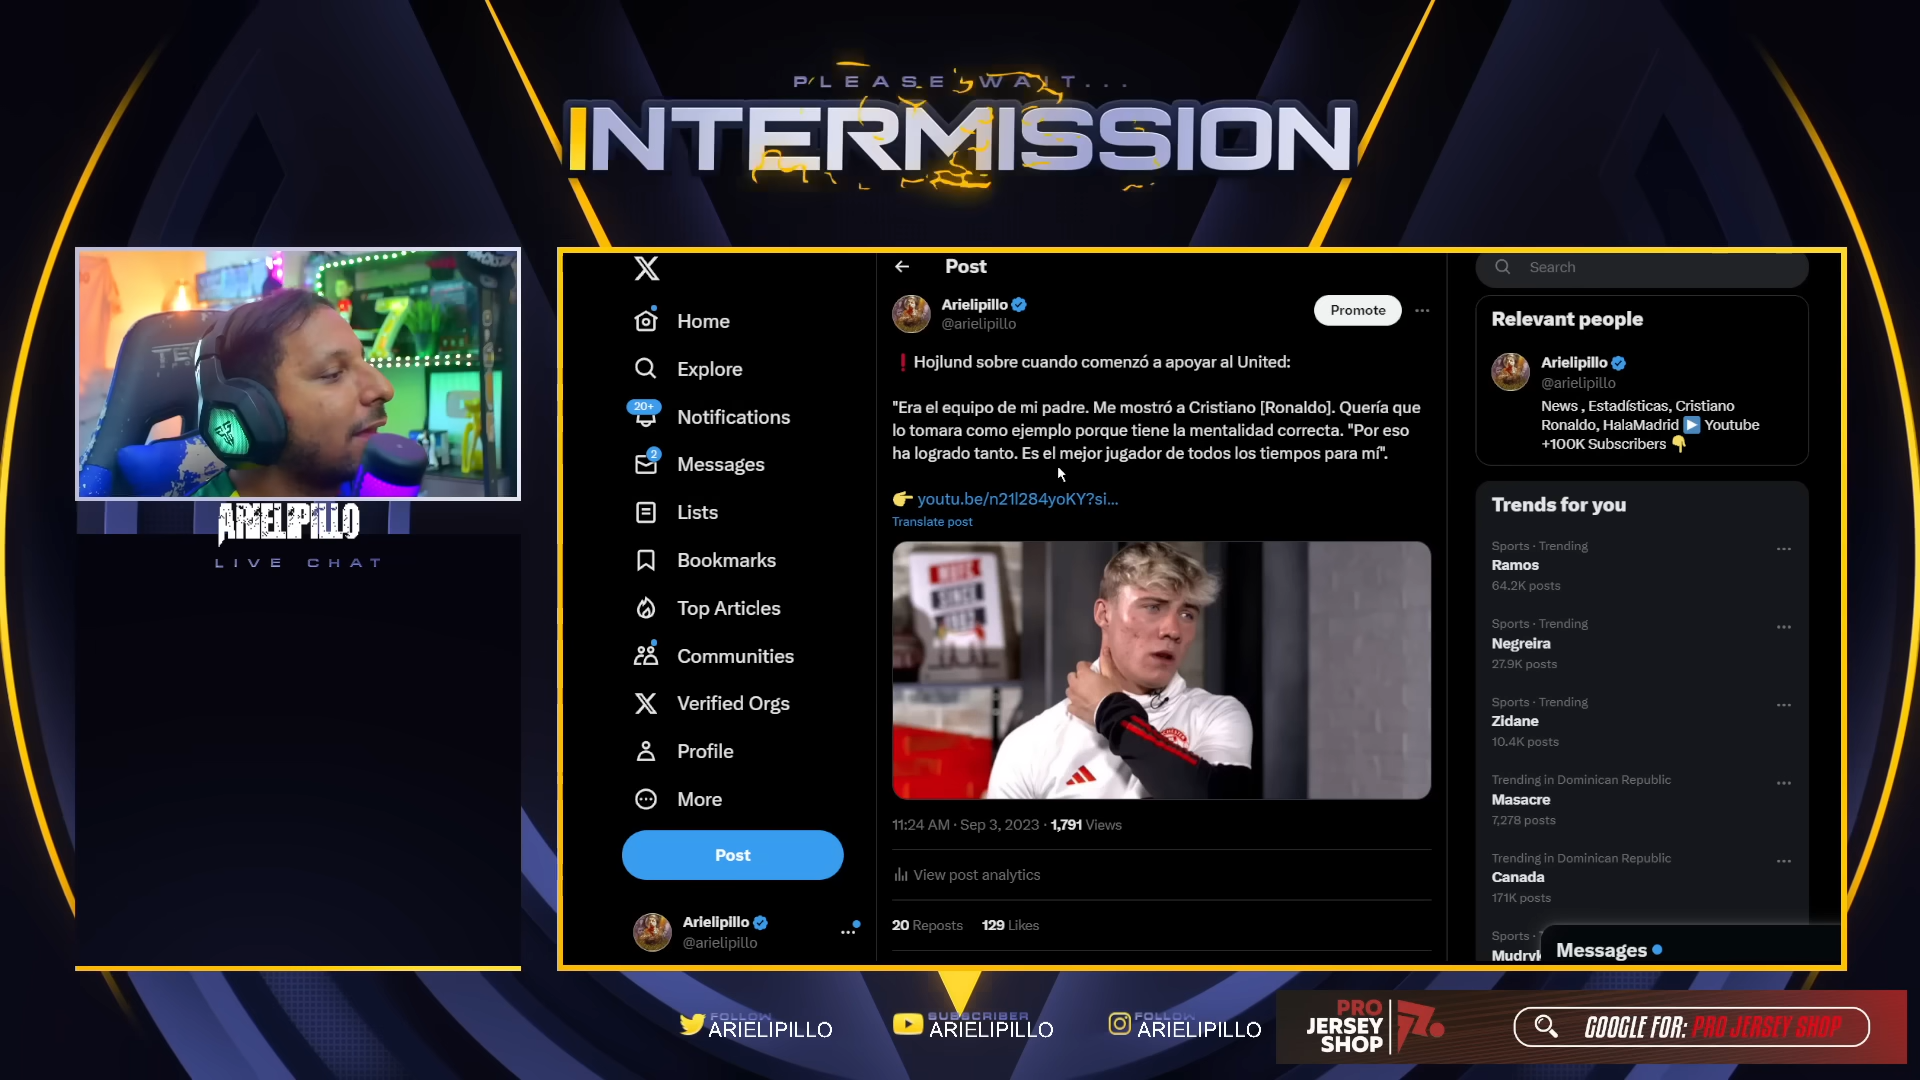 PLEASE WAIT...
INTERMISSION
ARIELIPILLO
LIVE CHAT
X
Home
Explore
20+
Notifications
2
Messages
Lists
Bookmarks
Top Articles
Communities
Verified Orgs
Profile
More
Post
Arielipillo
@arielipillo
Post
Arielipillo
@arielipillo
Promote
❗Hojlund sobre cuando comenzó a apoyar al United:
"Era el equipo de mi padre. Me mostró a Cristiano [Ronaldo]. Quería que
lo tomara como ejemplo porque tiene la mentalidad correcta. "Por eso
ha logrado tanto. Es el mejor jugador de todos los tiempos para mí".
👉 youtu.be/n21l284yoKY?si...
Translate post
11:24 AM · Sep 3, 2023 · 1,791 Views
View post analytics
20 Reposts 129 Likes
Search
Relevant people
Arielipillo
@arielipillo
News , Estadísticas, Cristiano
Ronaldo, HalaMadrid ▶️ Youtube
+100K Subscribers 👇
Trends for you
Sports · Trending
Ramos
64.2K posts
Sports · Trending
Negreira
27.9K posts
Sports · Trending
Zidane
10.4K posts
Trending in Dominican Republic
Masacre
7,278 posts
Trending in Dominican Republic
Canada
171K posts
Sports ·
Mudryk
Messages
FOLLOW
ARIELIPILLO
SUBSCRIBER
ARIELIPILLO
FOLLOW
ARIELIPILLO
PRO
JERSEY
SHOP
GOOGLE FOR: PRO JERSEY SHOP